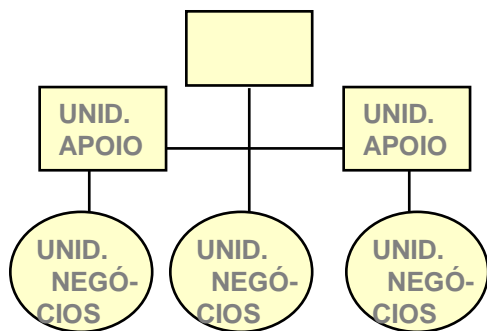 UNID.
APOIO
UNID.
APOIO
UNID.
NEGÓ-
CIOS
UNID.
NEGÓ-
CIOS
UNID.
NEGÓ-
CIOS